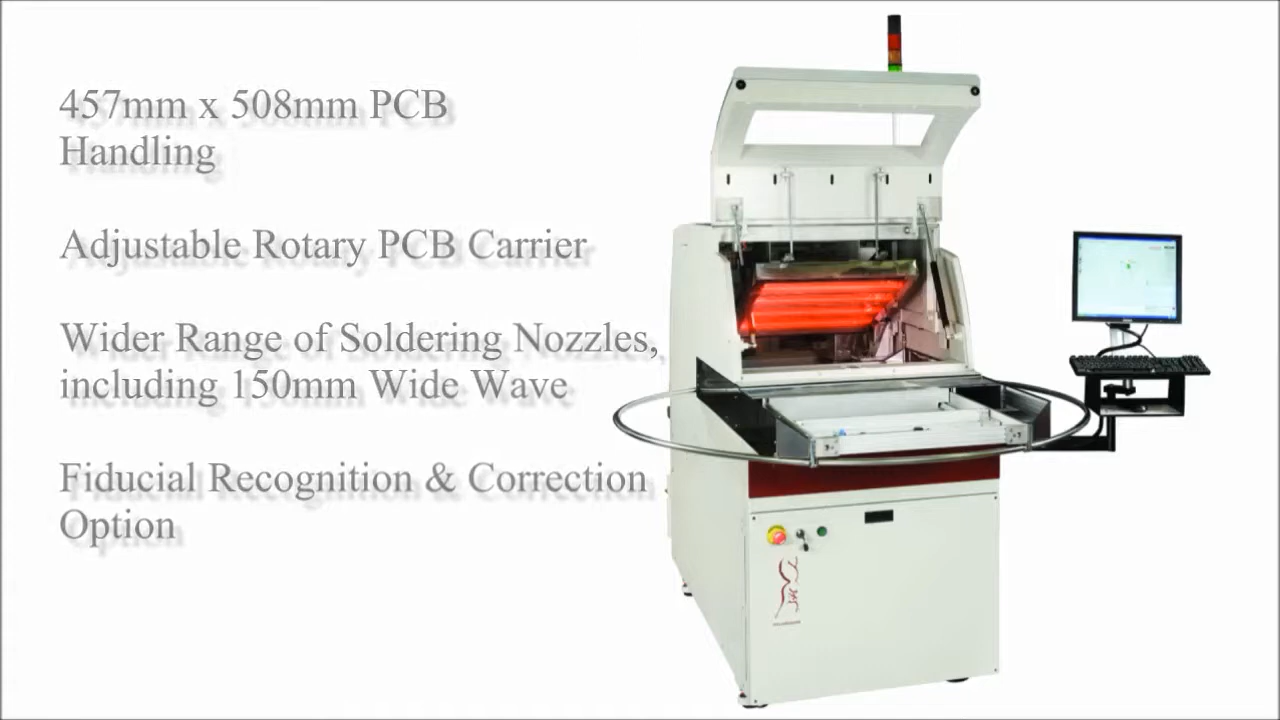 457mm x 508mm PCB
Handling
Adjustable Rotary PCB Carrier
Wider Range of Soldering Nozzles,
including 150mm Wide Wave
Fiducial Recognition & Correction
Option